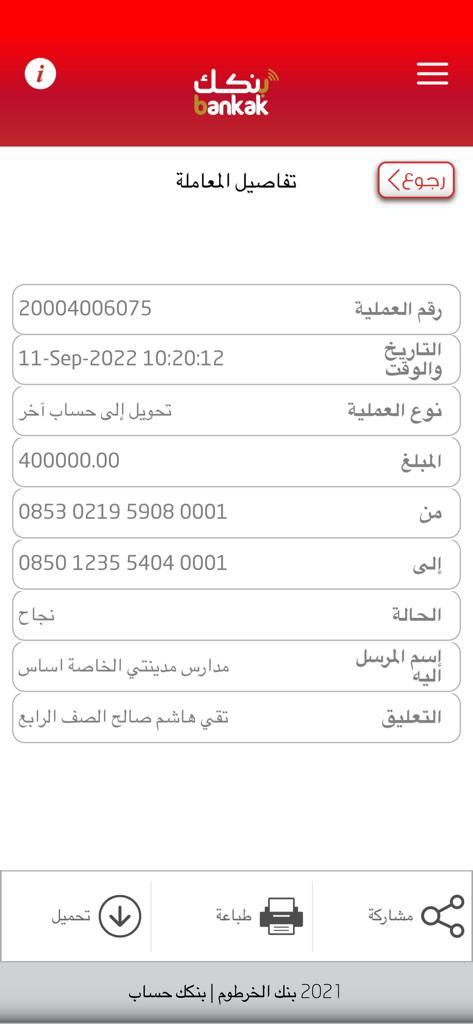 بنكك
bankak
رجوع
تفاصيل المعاملة
رقم العملية 20004006075
التاريخ والوقت 11-Sep-2022 10:20:12
نوع العملية تحويل إلى حساب آخر
المبلغ 400000.00
من 0853 0219 5908 0001
إلى 0850 1235 5404 0001
الحالة نجاح
إسم المرسل اليه مدارس مدينتي الخاصة اساس
التعليق تقي هاشم صالح الصف الرابع
مشاركة
طباعة
تحميل
2021 بنك الخرطوم | بنكك حساب